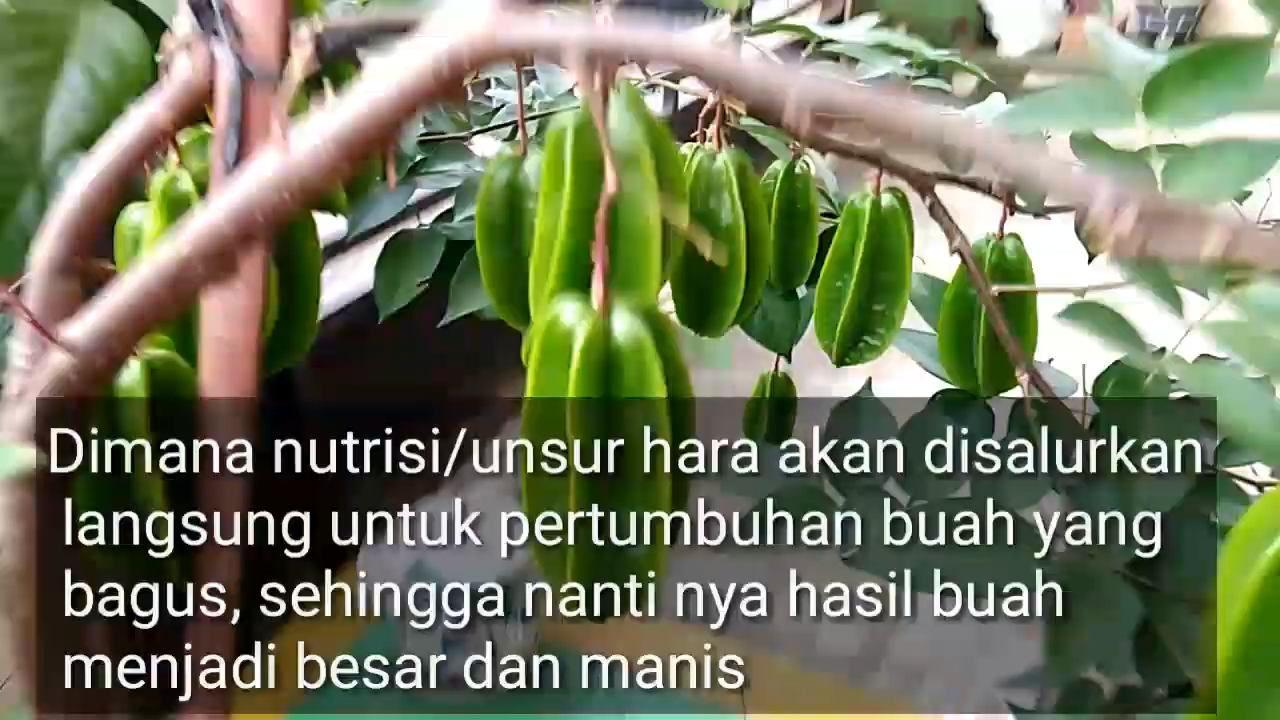 Dimana nutrisi/unsur hara akan disalurkan
langsung untuk pertumbuhan buah yang
bagus, sehingga nanti nya hasil buah
menjadi besar dan manis